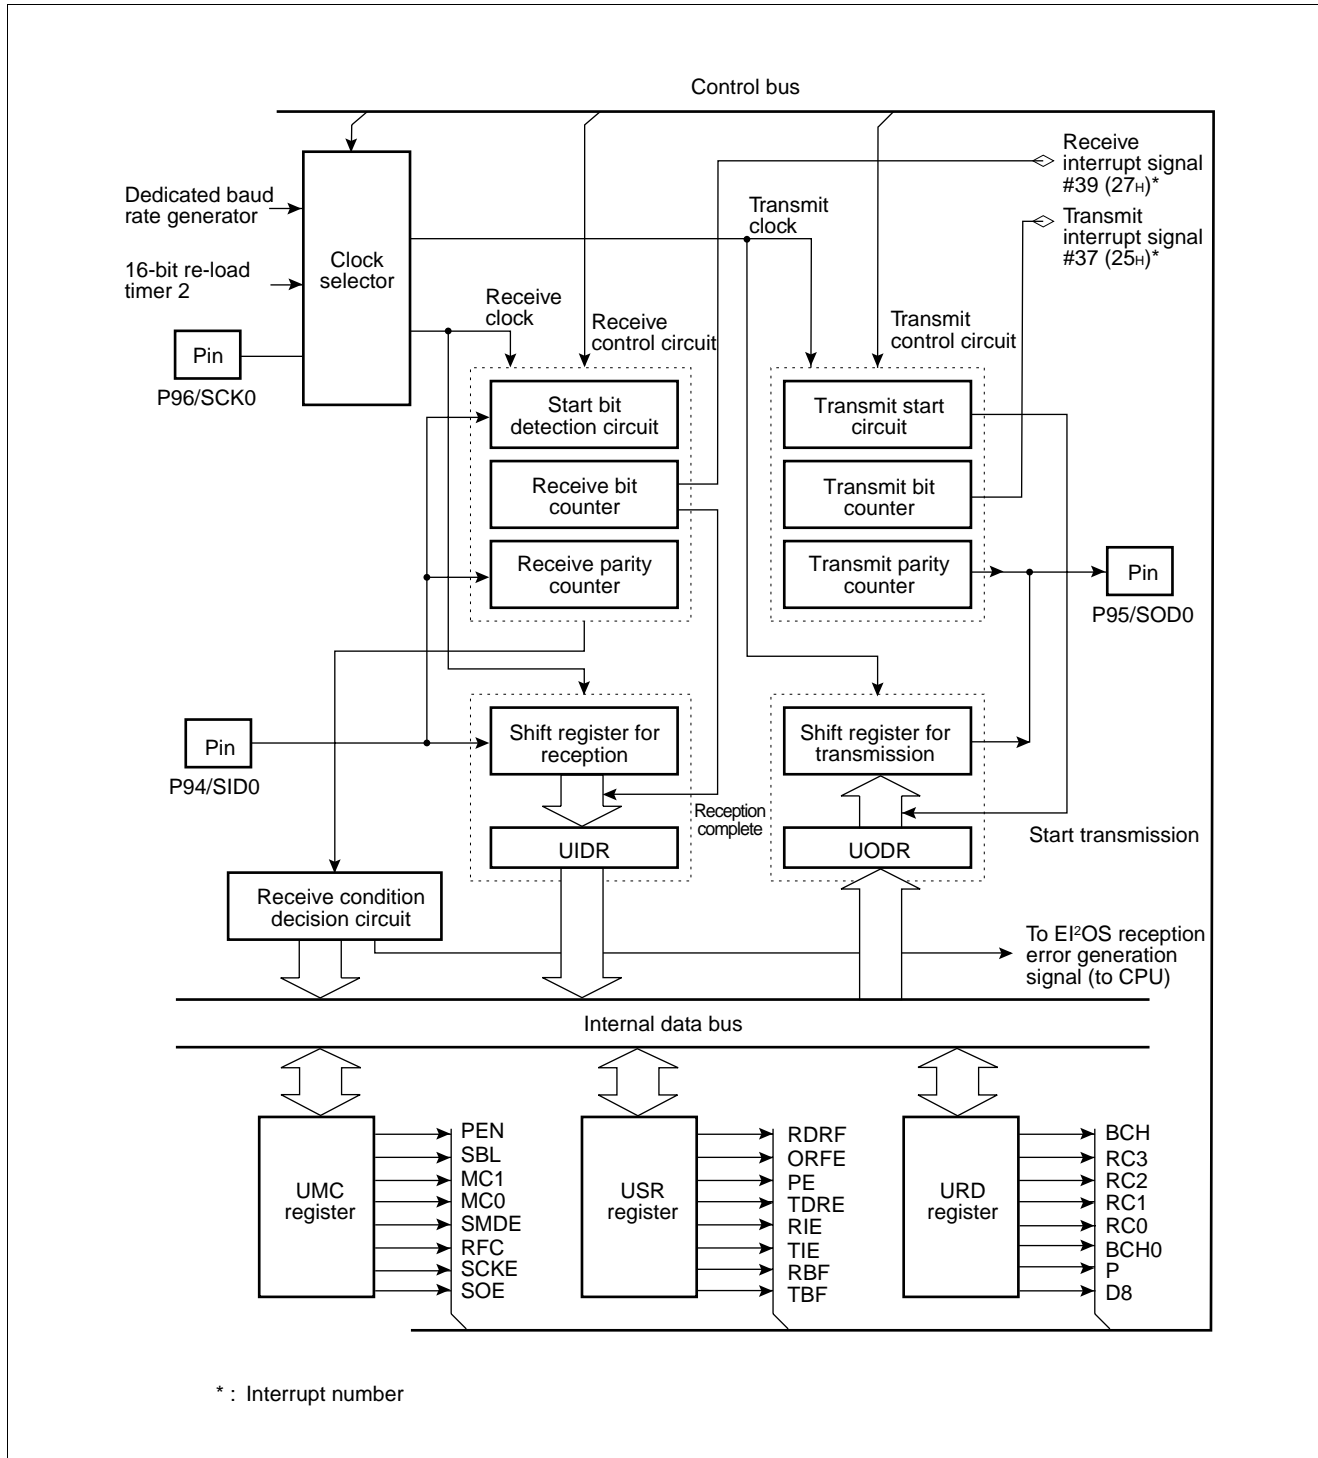 Control bus
Receive
interrupt signal
#39 (27H)*
Transmit
interrupt signal
#37 (25H)*
Dedicated baud
rate generator
16-bit re-load
timer 2
Pin
P96/SCK0
Clock
selector
Transmit
clock
Receive
clock
Receive
control circuit
Transmit
control circuit
Start bit
detection circuit
Receive bit
counter
Receive parity
counter
Transmit start
circuit
Transmit bit
counter
Transmit parity
counter
Pin
P95/SOD0
Pin
P94/SID0
Shift register for
reception
Shift register for
transmission
Reception
complete
Start transmission
UIDR
UODR
Receive condition
decision circuit
To EI²OS reception
error generation
signal (to CPU)
Internal data bus
UMC
register
PEN
SBL
MC1
MC0
SMDE
RFC
SCKE
SOE
USR
register
RDRF
ORFE
PE
TDRE
RIE
TIE
RBF
TBF
URD
register
BCH
RC3
RC2
RC1
RC0
BCH0
P
D8
* : Interrupt number